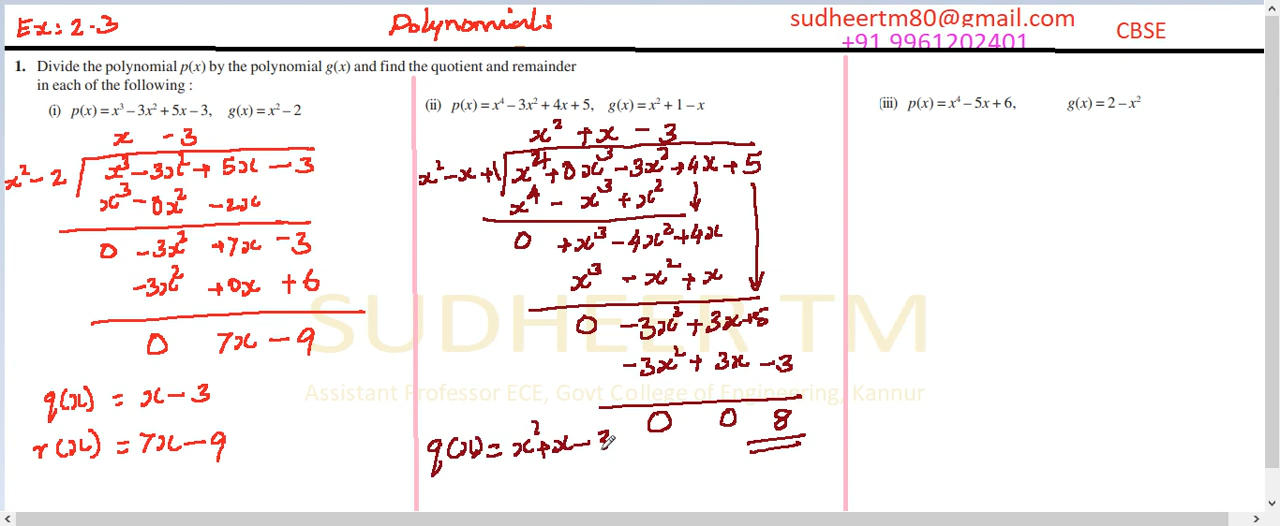 Ex: 2-3 Polynomials sudheertm80@gmail.com CBSE
+91 9961202401
1. Divide the polynomial p(x) by the polynomial g(x) and find the quotient and remainder
in each of the following :
(i) p(x) = x³ – 3x² + 5x – 3, g(x) = x² – 2
x - 3
x² - 2 x³ - 3x² + 5x - 3
x³ - 0x² - 2x
0 - 3x² + 7x - 3
-3x² + 0x + 6
0 7x - 9
q(x) = x - 3
r(x) = 7x - 9
(ii) p(x) = x⁴ – 3x² + 4x + 5, g(x) = x² + 1 – x
x² + x - 3
x² - x + 1 x⁴ + 0x³ - 3x² + 4x + 5
x⁴ - x³ + x²
0 + x³ - 4x² + 4x
x³ - x² + x
0 - 3x² + 3x + 5
-3x² + 3x - 3
0 0 8
q(x) = x² + x - 3
(iii) p(x) = x⁴ – 5x + 6, g(x) = 2 – x²
SUDHEER TM
Assistant Professor ECE, Govt College of Engineering, Kannur